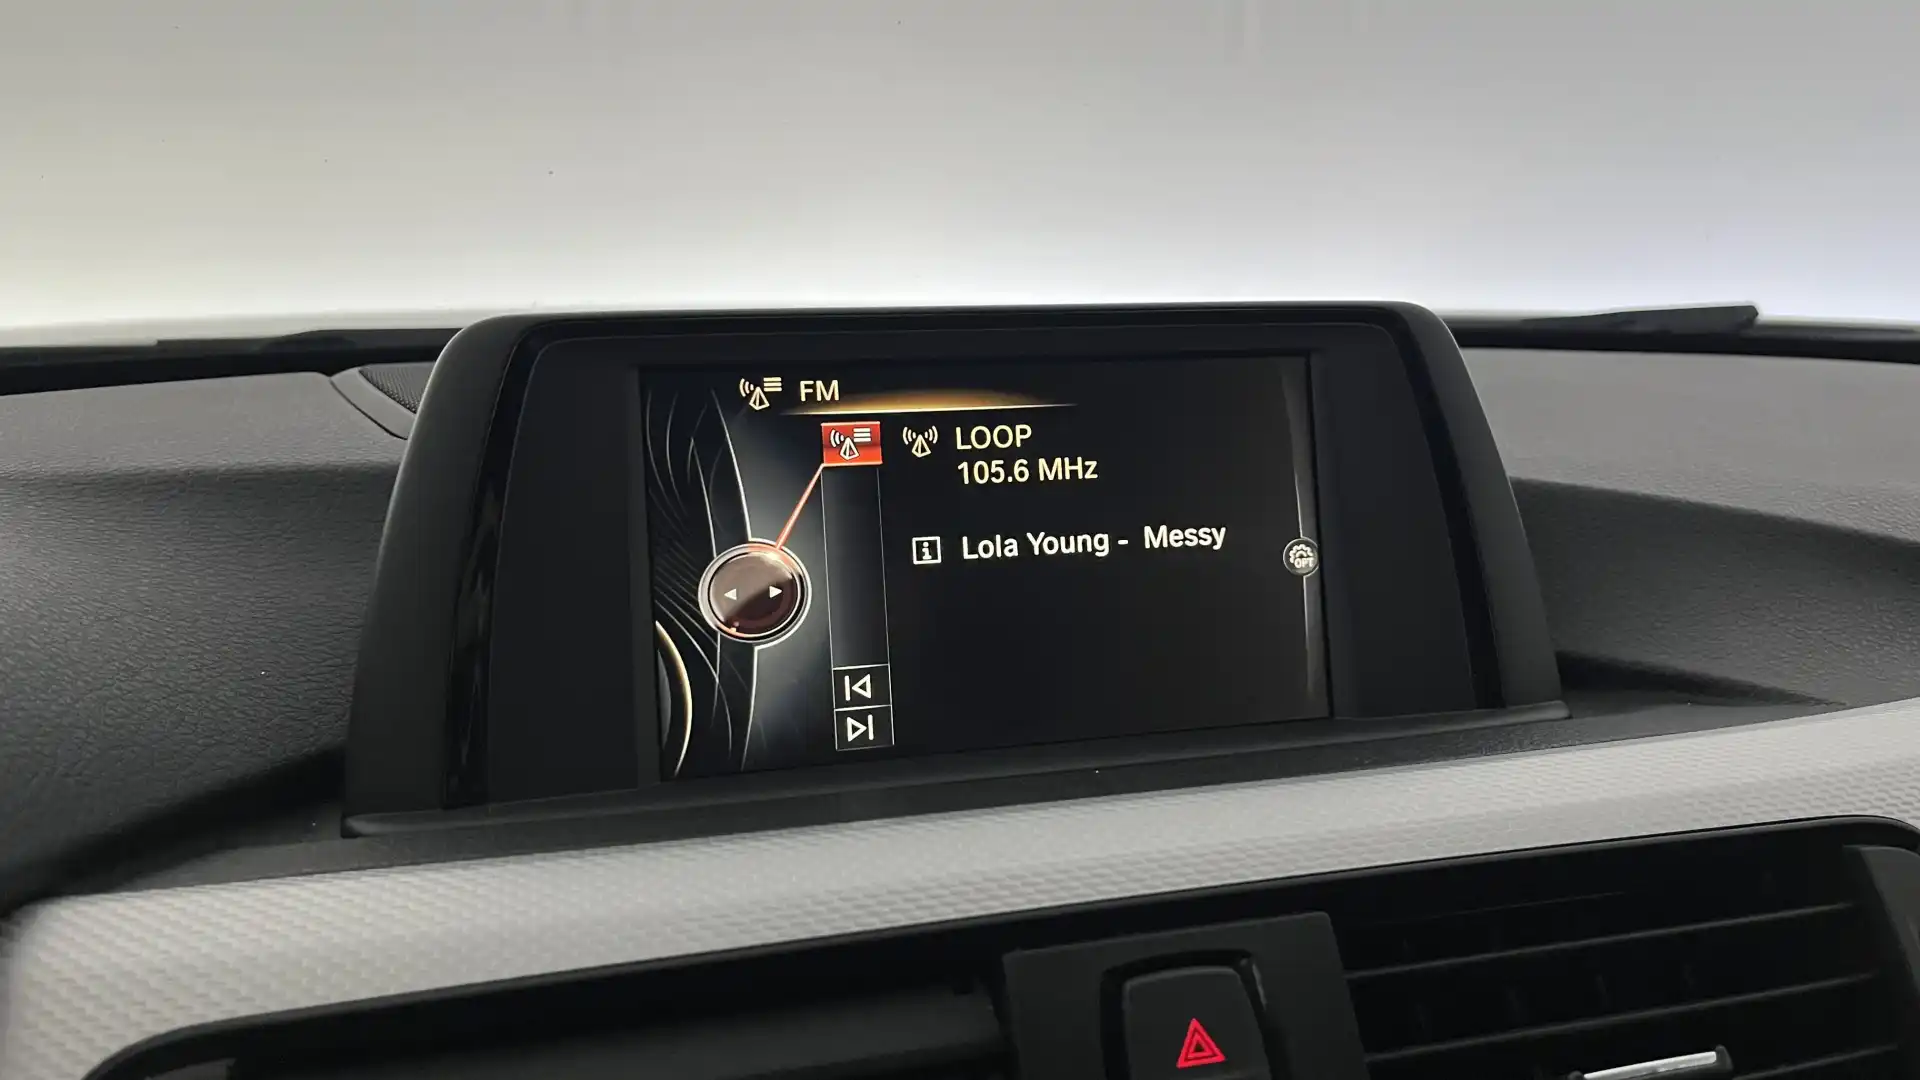 FM
LOOP
105.6 MHz
Lola Young - Messy
OPT